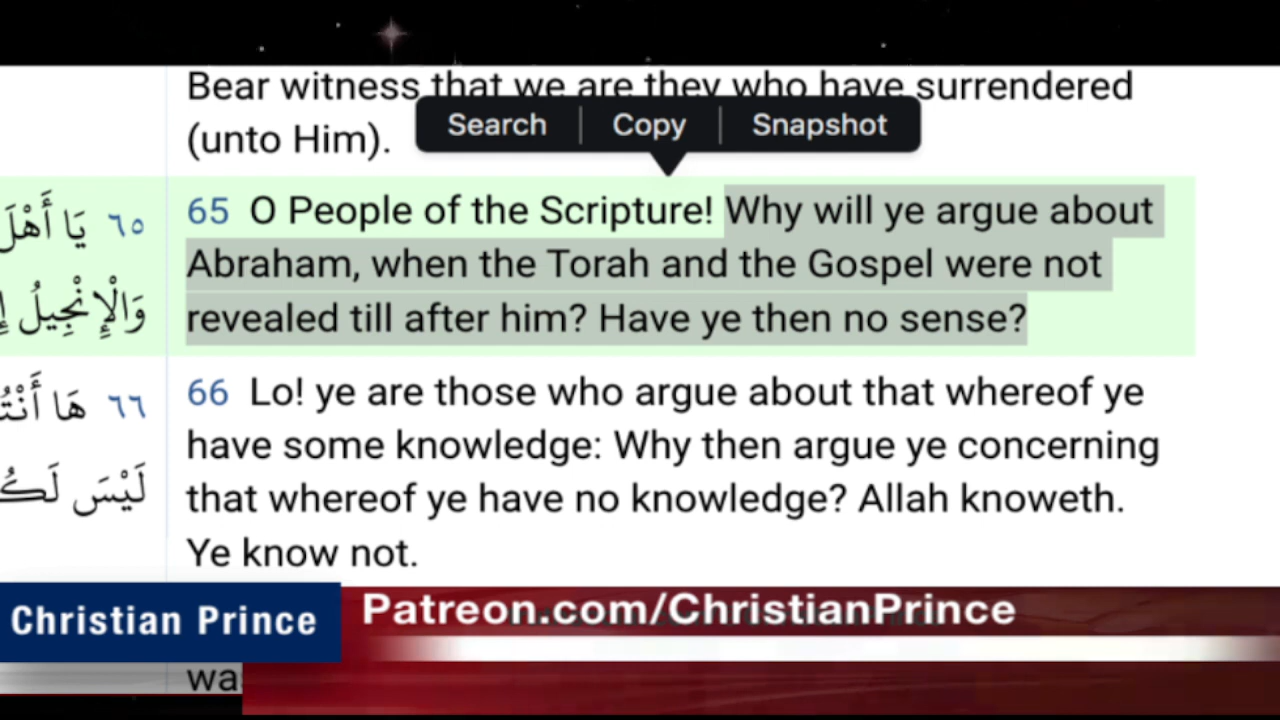 Bear witness that we are they who have surrendered
(unto Him).
Search
Copy
Snapshot
٦٥ يَا أَهْلَ
وَالْإِنْجِيلُ
65 O People of the Scripture! Why will ye argue about
Abraham, when the Torah and the Gospel were not
revealed till after him? Have ye then no sense?
٦٦ هَا أَنْتُ
لَيْسَ لَكُ
66 Lo! ye are those who argue about that whereof ye
have some knowledge: Why then argue ye concerning
that whereof ye have no knowledge? Allah knoweth.
Ye know not.
Christian Prince
Patreon.com/ChristianPrince
wa